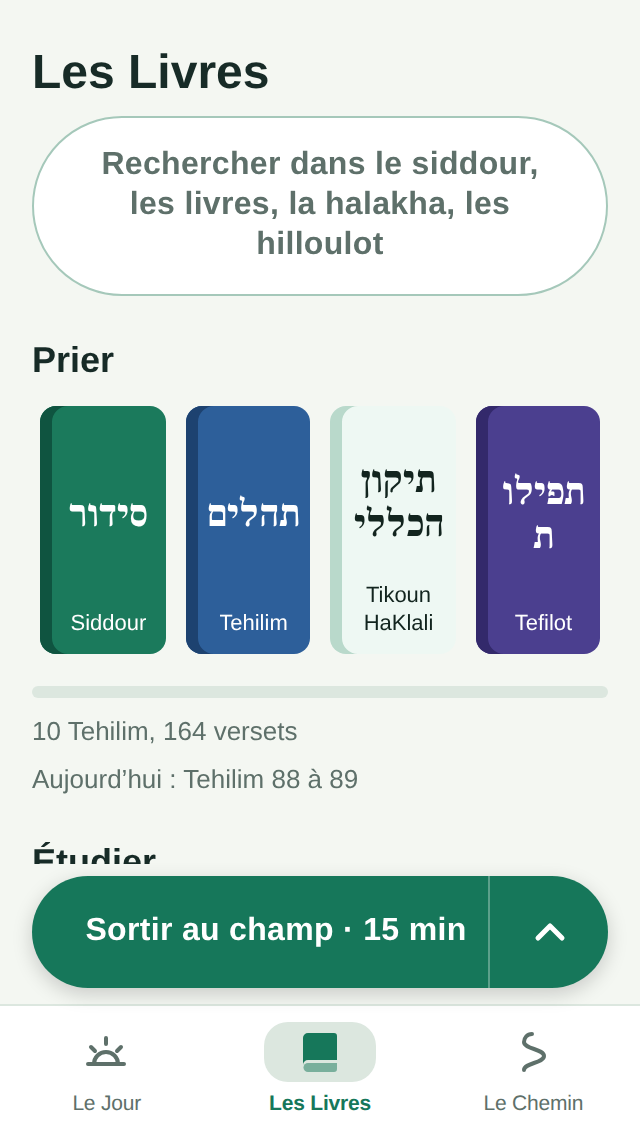 Les Livres
Rechercher dans le siddour,
les livres, la halakha, les
hilloulot
Prier
סידור
Siddour
תהלים
Tehilim
תיקון
הכללי
Tikoun
HaKlali
תפילו
ת
Tefilot
10 Tehilim, 164 versets
Aujourd’hui : Tehilim 88 à 89
Étudier
Sortir au champ · 15 min
Le Jour
Les Livres
Le Chemin